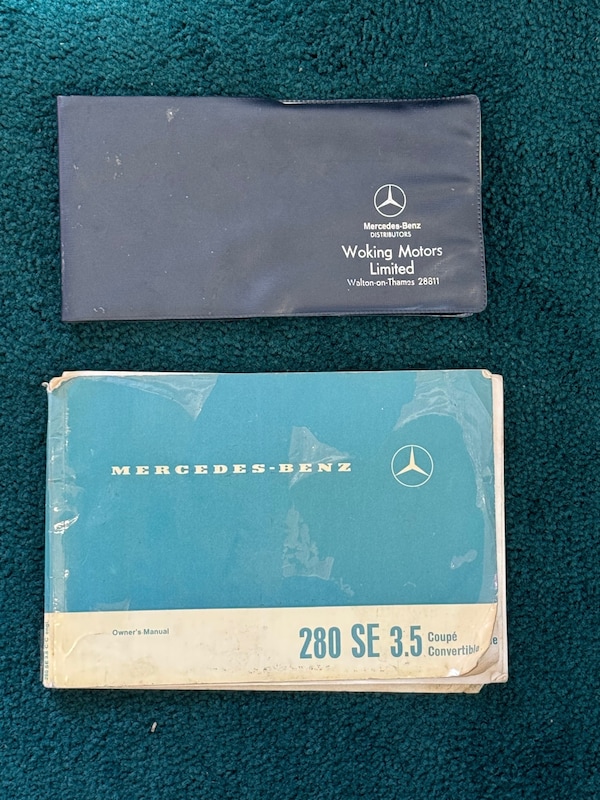 Mercedes-Benz
DISTRIBUTORS
Woking Motors
Limited
Walton-on-Thames 28811
MERCEDES-BENZ
Owner's Manual
280 SE 3.5
Coupé
Convertible